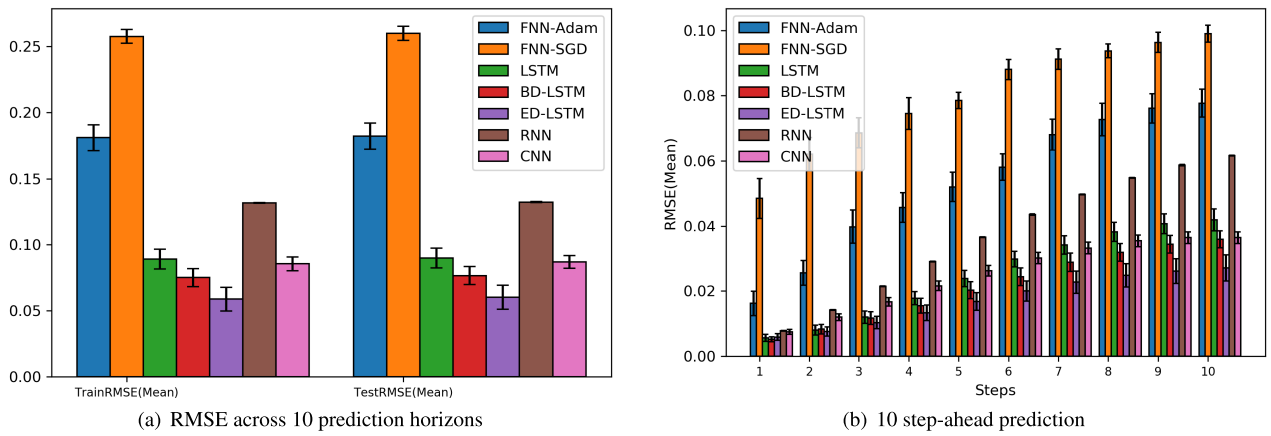 0.25
0.20
0.15
0.10
0.05
0.00
TrainRMSE(Mean)
TestRMSE(Mean)
FNN-Adam
FNN-SGD
LSTM
BD-LSTM
ED-LSTM
RNN
CNN
(a) RMSE across 10 prediction horizons
RMSE(Mean)
0.10
0.08
0.06
0.04
0.02
0.00
1 2 3 4 5 6 7 8 9 10
Steps
FNN-Adam
FNN-SGD
LSTM
BD-LSTM
ED-LSTM
RNN
CNN
(b) 10 step-ahead prediction